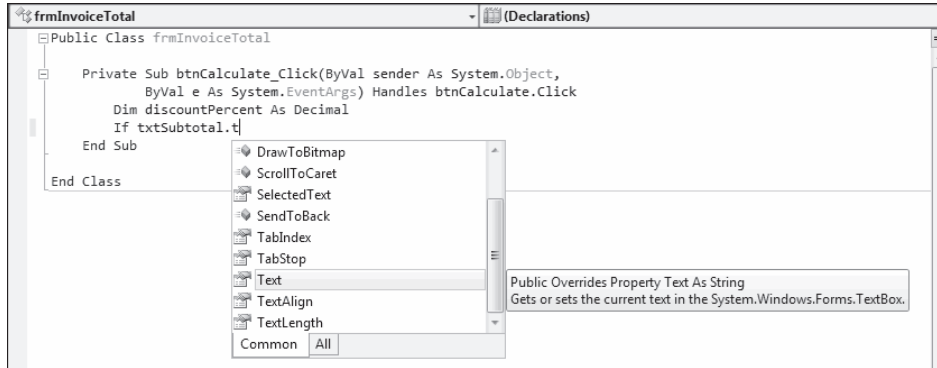 frmInvoiceTotal
(Declarations)
Public Class frmInvoiceTotal
Private Sub btnCalculate_Click(ByVal sender As System.Object,
ByVal e As System.EventArgs) Handles btnCalculate.Click
Dim discountPercent As Decimal
If txtSubtotal.t
End Sub
End Class
DrawToBitmap
ScrollToCaret
SelectedText
SendToBack
TabIndex
TabStop
Text
TextAlign
TextLength
Common All
Public Overrides Property Text As String
Gets or sets the current text in the System.Windows.Forms.TextBox.